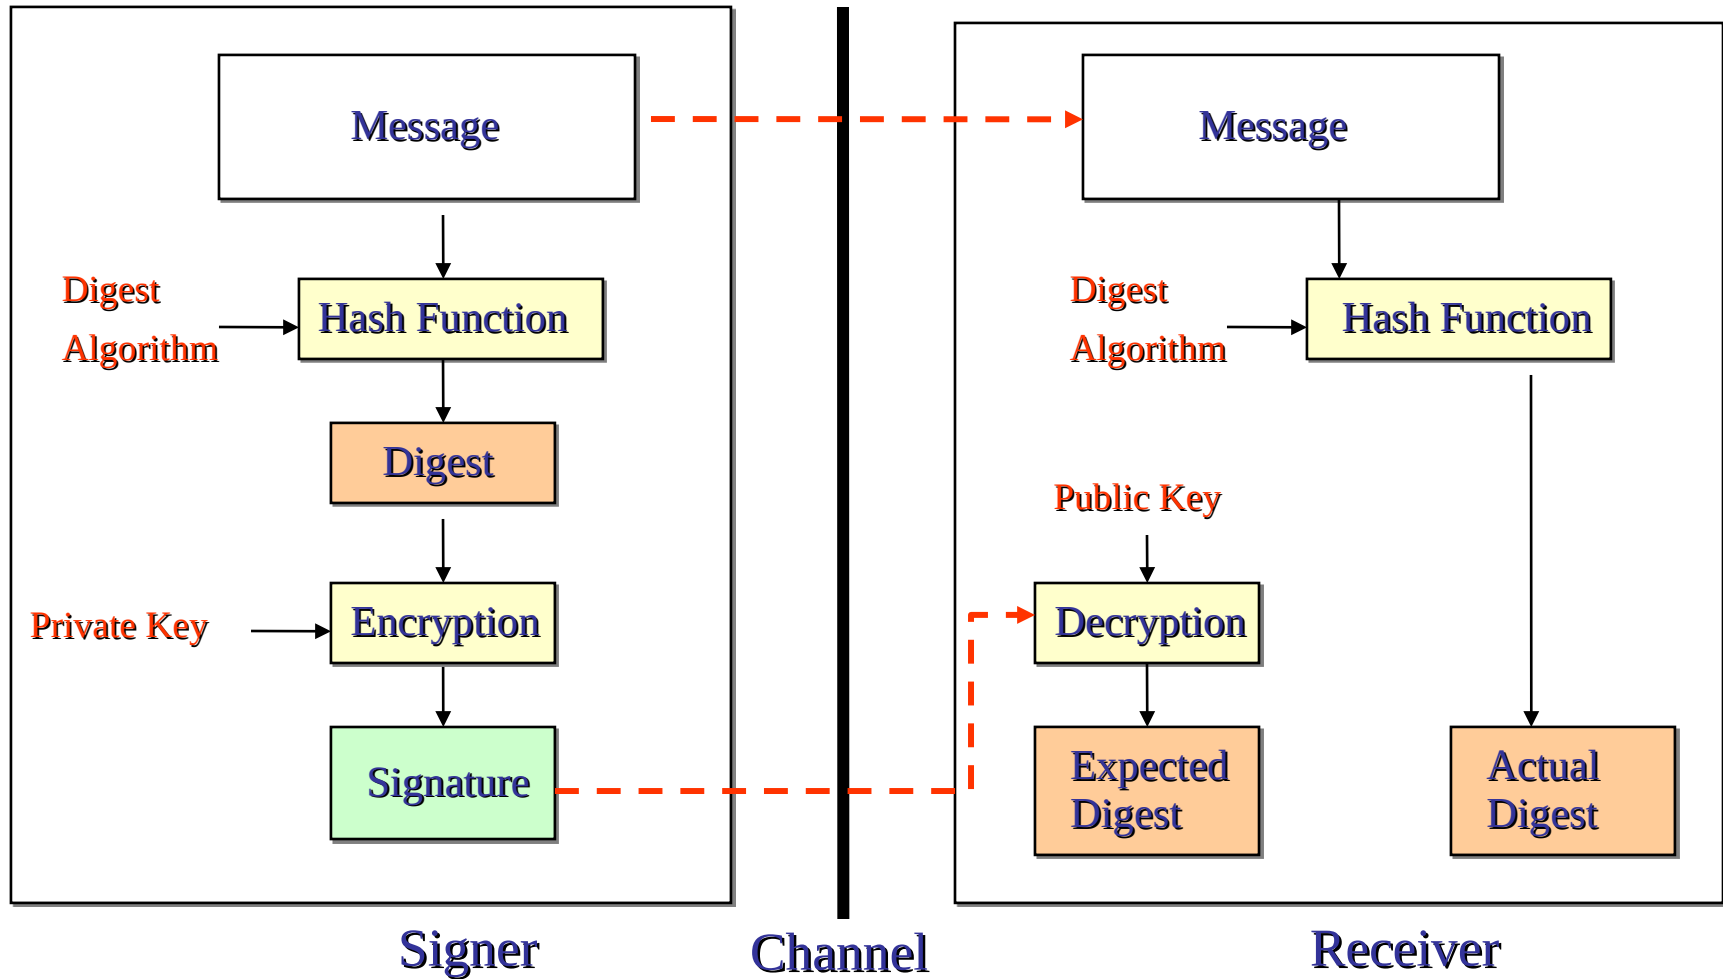 Message
Digest
Algorithm
Hash Function
Digest
Private Key
Encryption
Signature
Signer
Channel
Message
Digest
Algorithm
Hash Function
Public Key
Decryption
Expected
Digest
Actual
Digest
Receiver